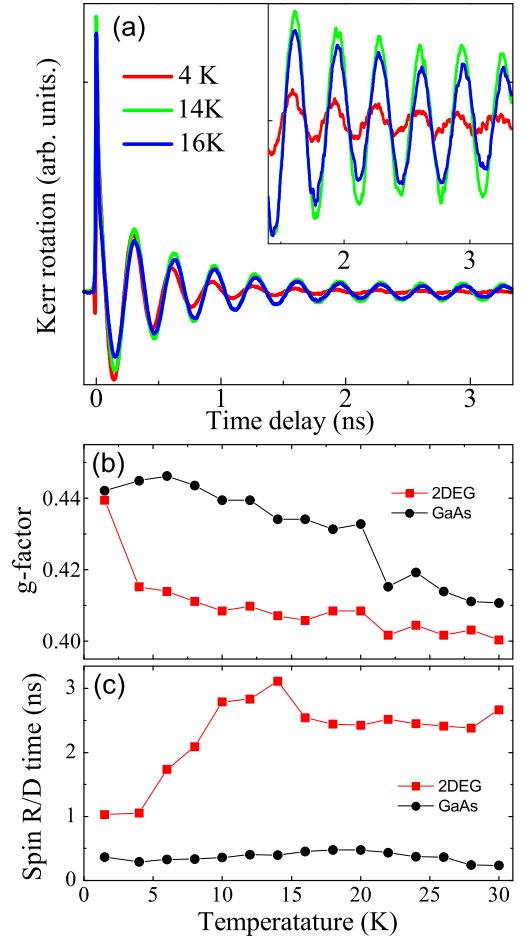 (a)
4 K
14K
16K
Kerr rotation (arb. units.)
2
3
0
1
2
3
Time delay (ns)
(b)
2DEG
GaAs
g-factor
0.44
0.42
0.40
(c)
2DEG
GaAs
Spin R/D time (ns)
3
2
1
0
0
5
10
15
20
25
30
Temperatature (K)